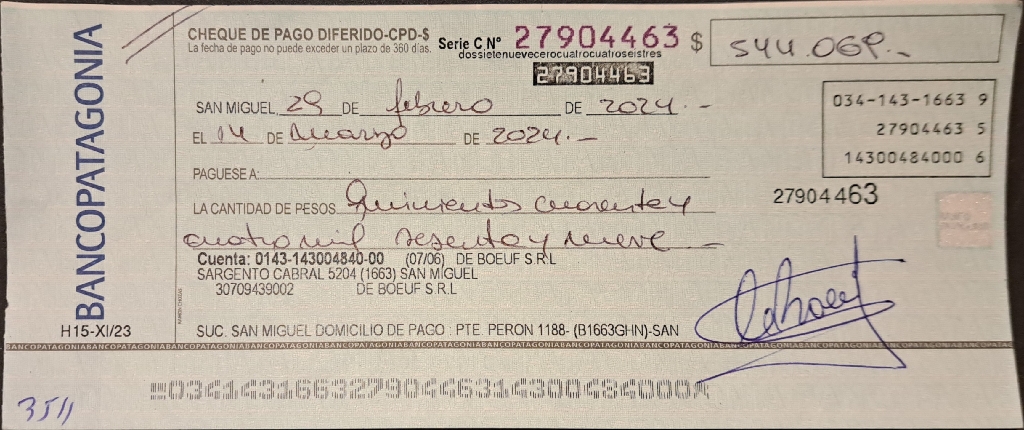 BANCOPATAGONIA
CHEQUE DE PAGO DIFERIDO-CPD-$
La fecha de pago no puede exceder un plazo de 360 días.
Serie C Nº 27904463 $ 544.069.-
dossietenuevecerocuatrocuatroseistres
27904463
SAN MIGUEL, 29 DE febrero DE 2024.-
EL 14 DE Marzo DE 2024.-
034-143-1663 9
27904463 5
14300484000 6
PAGUESE A:
27904463
LA CANTIDAD DE PESOS Quinientos cuarenta y
cuatro mil sesenta y nueve -
Cuenta: 0143-143004840-00 (07/06) DE BOEUF S R L
SARGENTO CABRAL 5204 (1663) SAN MIGUEL
30709439002 DE BOEUF S R L
H15-XI/23
SUC. SAN MIGUEL DOMICILIO DE PAGO : PTE. PERON 1188- (B1663GHN)-SAN
BANCOPATAGONIABANCOPATAGONIABANCOPATAGONIABANCOPATAGONIABANCOPATAGONIABANCOPATAGONIABANCOPATAGONIABANCOPATAGONIABANCOPATAGONIA
03414316632790446314300484000
3511